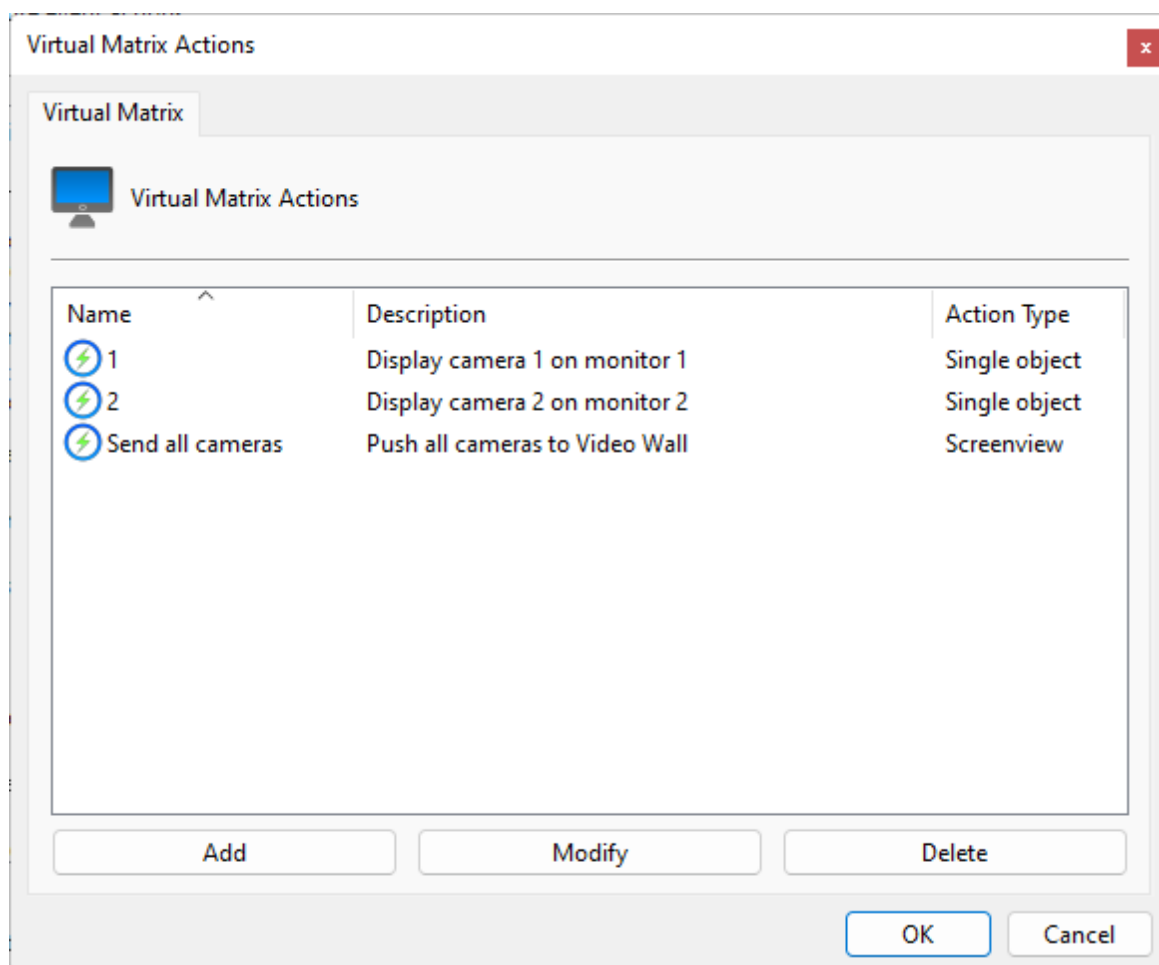 Virtual Matrix Actions
x
Virtual Matrix
Virtual Matrix Actions
Name Description Action Type
1 Display camera 1 on monitor 1 Single object
2 Display camera 2 on monitor 2 Single object
Send all cameras Push all cameras to Video Wall Screenview
Add Modify Delete
OK Cancel